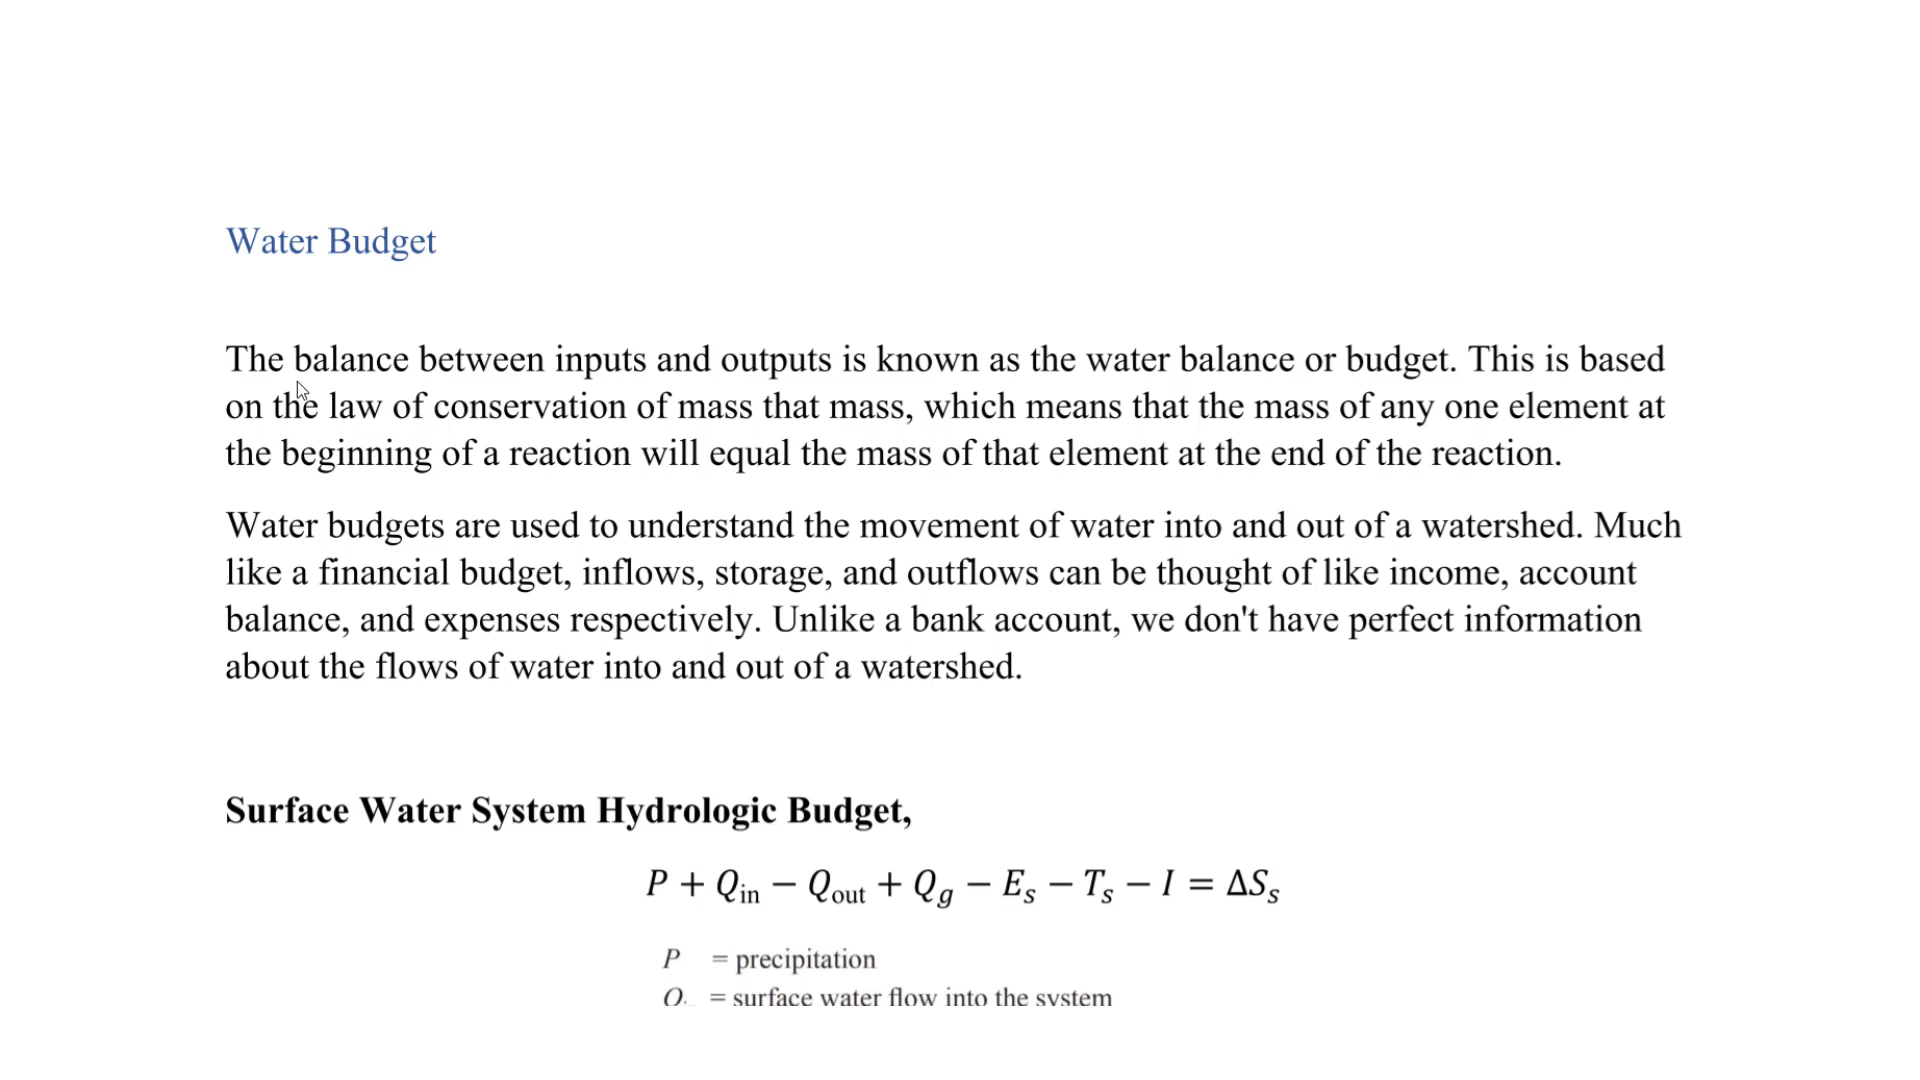 Water Budget
The balance between inputs and outputs is known as the water balance or budget. This is based
on the law of conservation of mass that mass, which means that the mass of any one element at
the beginning of a reaction will equal the mass of that element at the end of the reaction.
Water budgets are used to understand the movement of water into and out of a watershed. Much
like a financial budget, inflows, storage, and outflows can be thought of like income, account
balance, and expenses respectively. Unlike a bank account, we don't have perfect information
about the flows of water into and out of a watershed.
Surface Water System Hydrologic Budget,
P + Q_in − Q_out + Q_g − E_s − T_s − I = ΔS_s
P = precipitation
= surface water flow into the system